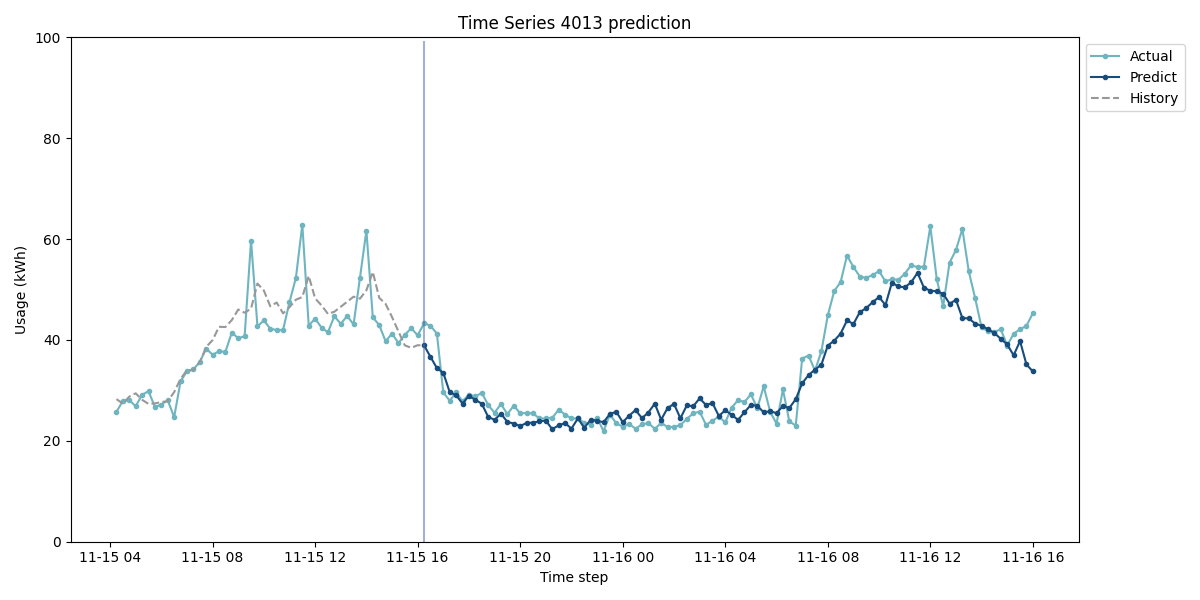 Time Series 4013 prediction
100
80
60
40
20
0
Usage (kWh)
11-15 04
11-15 08
11-15 12
11-15 16
11-15 20
11-16 00
11-16 04
11-16 08
11-16 12
11-16 16
Time step
Actual
Predict
History